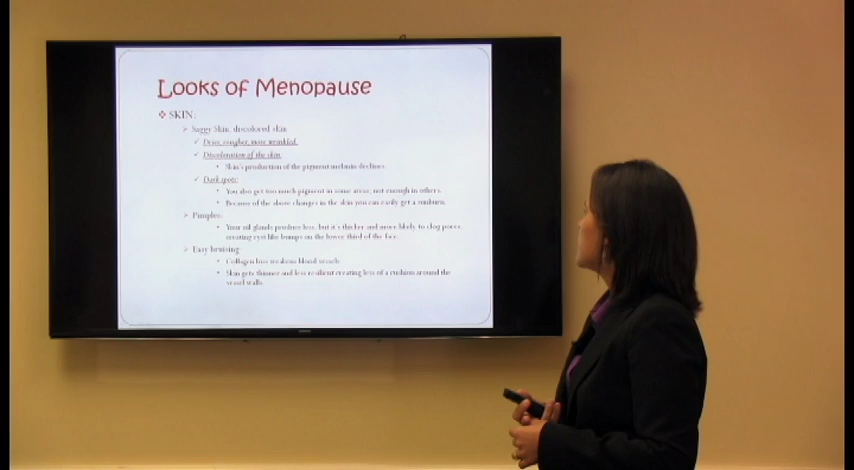 Looks of Menopause
❖ SKIN:
➢ Saggy Skin, discolored skin
✓ Drier, rougher, more wrinkled.
✓ Discoloration of the skin.
• Skin's production of the pigment melanin declines.
✓ Dark spots:
• You also get too much pigment in some areas, not enough in others.
• Because of the above changes in the skin you can easily get a sunburn.
➢ Pimples:
• Your oil glands produce less, but it's thicker and more likely to clog pores,
creating cyst like bumps on the lower third of the face.
➢ Easy bruising:
• Collagen loss weakens blood vessels
• Skin gets thinner and less resilient creating less of a cushion around the
vessel walls.